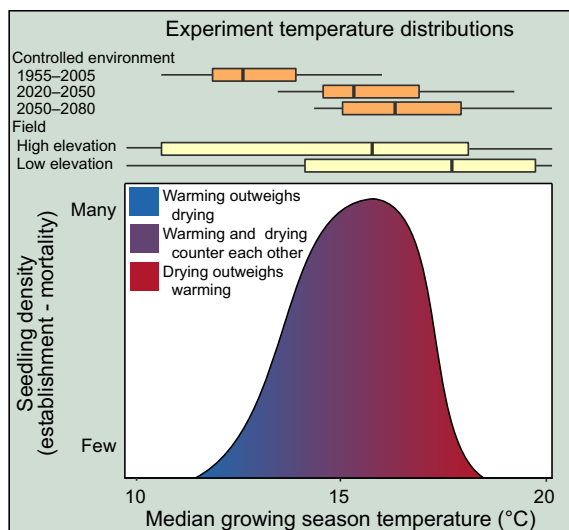 Experiment temperature distributions
Controlled environment
1955–2005
2020–2050
2050–2080
Field
High elevation
Low elevation
Many
Few
Seedling density
(establishment - mortality)
Warming outweighs
drying
Warming and drying
counter each other
Drying outweighs
warming
10
15
20
Median growing season temperature (°C)